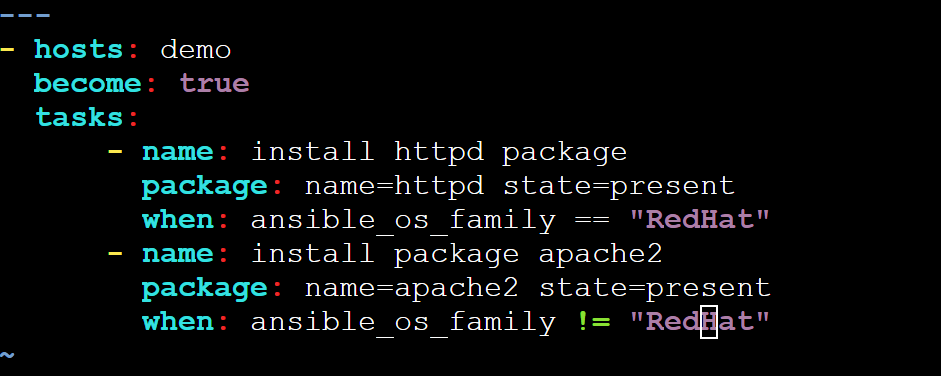 ---
- hosts: demo
  become: true
  tasks:
      - name: install httpd package
        package: name=httpd state=present
        when: ansible_os_family == "RedHat"
      - name: install package apache2
        package: name=apache2 state=present
        when: ansible_os_family != "RedHat"
~